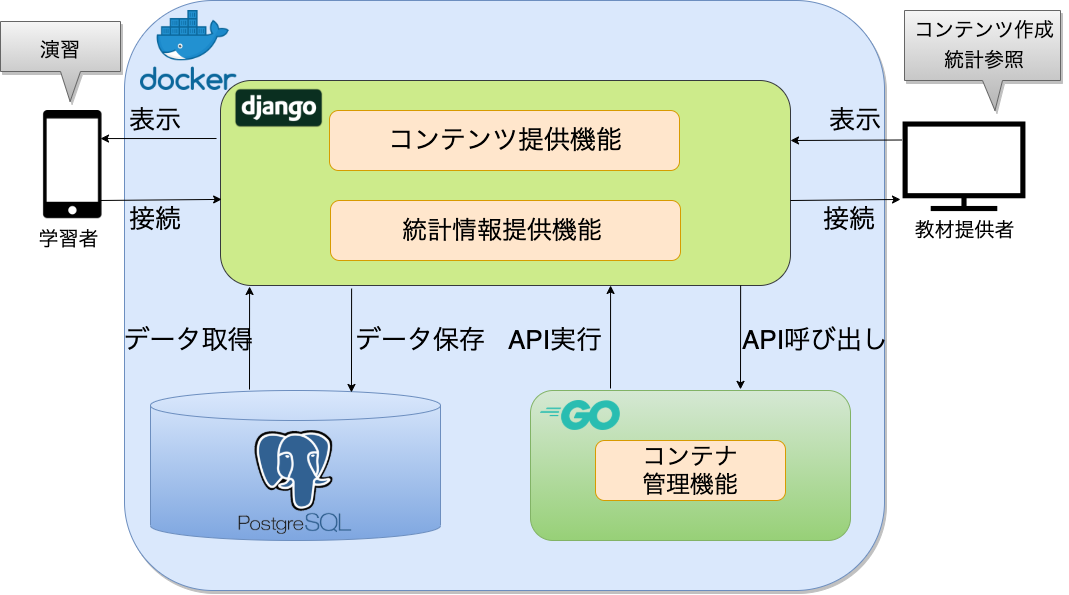 演習
コンテンツ作成
統計参照
docker
django
コンテンツ提供機能
統計情報提供機能
表示
接続
学習者
表示
接続
教材提供者
データ取得
データ保存
API実行
API呼び出し
PostgreSQL
GO
コンテナ
管理機能